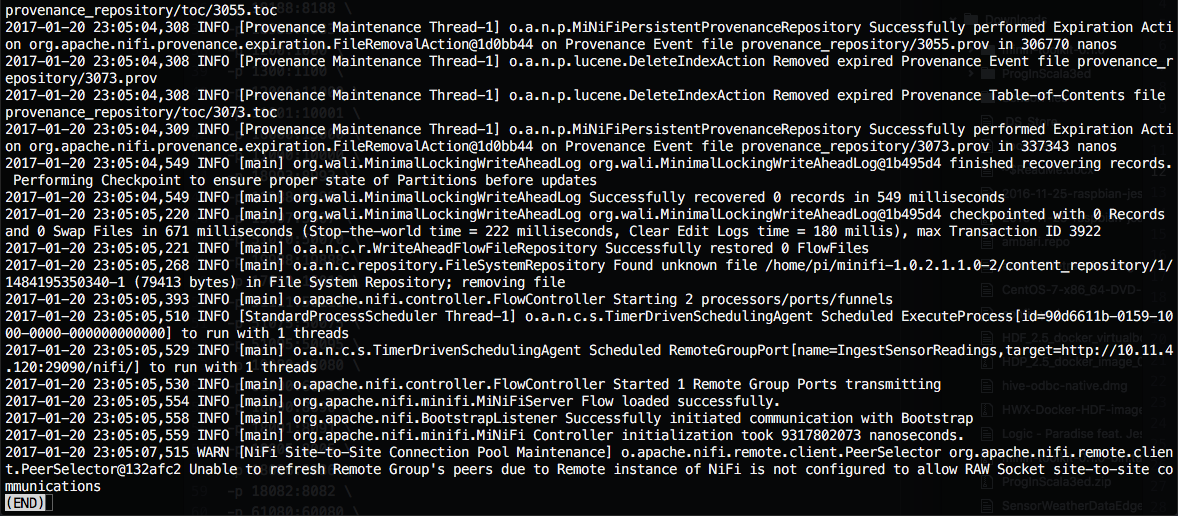 provenance_repository/toc/3055.toc
2017-01-20 23:05:04,308 INFO [Provenance Maintenance Thread-1] o.a.n.p.MiNiFiPersistentProvenanceRepository Successfully performed Expiration Acti
on org.apache.nifi.provenance.expiration.FileRemovalAction@1d0bb44 on Provenance Event file provenance_repository/3055.prov in 306770 nanos
2017-01-20 23:05:04,308 INFO [Provenance Maintenance Thread-1] o.a.n.p.lucene.DeleteIndexAction Removed expired Provenance Event file provenance_r
epository/3073.prov
2017-01-20 23:05:04,308 INFO [Provenance Maintenance Thread-1] o.a.n.p.lucene.DeleteIndexAction Removed expired Provenance Table-of-Contents file
provenance_repository/toc/3073.toc
2017-01-20 23:05:04,309 INFO [Provenance Maintenance Thread-1] o.a.n.p.MiNiFiPersistentProvenanceRepository Successfully performed Expiration Acti
on org.apache.nifi.provenance.expiration.FileRemovalAction@1d0bb44 on Provenance Event file provenance_repository/3073.prov in 337343 nanos
2017-01-20 23:05:04,549 INFO [main] org.wali.MinimalLockingWriteAheadLog org.wali.MinimalLockingWriteAheadLog@1b495d4 finished recovering records.
 Performing Checkpoint to ensure proper state of Partitions before updates
2017-01-20 23:05:04,549 INFO [main] org.wali.MinimalLockingWriteAheadLog Successfully recovered 0 records in 549 milliseconds
2017-01-20 23:05:05,220 INFO [main] org.wali.MinimalLockingWriteAheadLog org.wali.MinimalLockingWriteAheadLog@1b495d4 checkpointed with 0 Records
and 0 Swap Files in 671 milliseconds (Stop-the-world time = 222 milliseconds, Clear Edit Logs time = 180 millis), max Transaction ID 3922
2017-01-20 23:05:05,221 INFO [main] o.a.n.c.r.WriteAheadFlowFileRepository Successfully restored 0 FlowFiles
2017-01-20 23:05:05,268 INFO [main] o.a.n.c.repository.FileSystemRepository Found unknown file /home/pi/minifi-1.0.2.1.1.0-2/content_repository/1/
1484195350340-1 (79413 bytes) in File System Repository; removing file
2017-01-20 23:05:05,393 INFO [main] o.apache.nifi.controller.FlowController Starting 2 processors/ports/funnels
2017-01-20 23:05:05,510 INFO [StandardProcessScheduler Thread-1] o.a.n.c.s.TimerDrivenSchedulingAgent Scheduled ExecuteProcess[id=90d6611b-0159-10
00-0000-000000000000] to run with 1 threads
2017-01-20 23:05:05,529 INFO [main] o.a.n.c.s.TimerDrivenSchedulingAgent Scheduled RemoteGroupPort[name=IngestSensorReadings,target=http://10.11.4
.120:29090/nifi/] to run with 1 threads
2017-01-20 23:05:05,530 INFO [main] o.apache.nifi.controller.FlowController Started 1 Remote Group Ports transmitting
2017-01-20 23:05:05,554 INFO [main] org.apache.nifi.minifi.MiNiFiServer Flow loaded successfully.
2017-01-20 23:05:05,558 INFO [main] org.apache.nifi.BootstrapListener Successfully initiated communication with Bootstrap
2017-01-20 23:05:05,559 INFO [main] org.apache.nifi.minifi.MiNiFi Controller initialization took 9317802073 nanoseconds.
2017-01-20 23:05:07,515 WARN [NiFi Site-to-Site Connection Pool Maintenance] o.apache.nifi.remote.client.PeerSelector org.apache.nifi.remote.clien
t.PeerSelector@132afc2 Unable to refresh Remote Group's peers due to Remote instance of NiFi is not configured to allow RAW Socket site-to-site co
mmunications
(END)